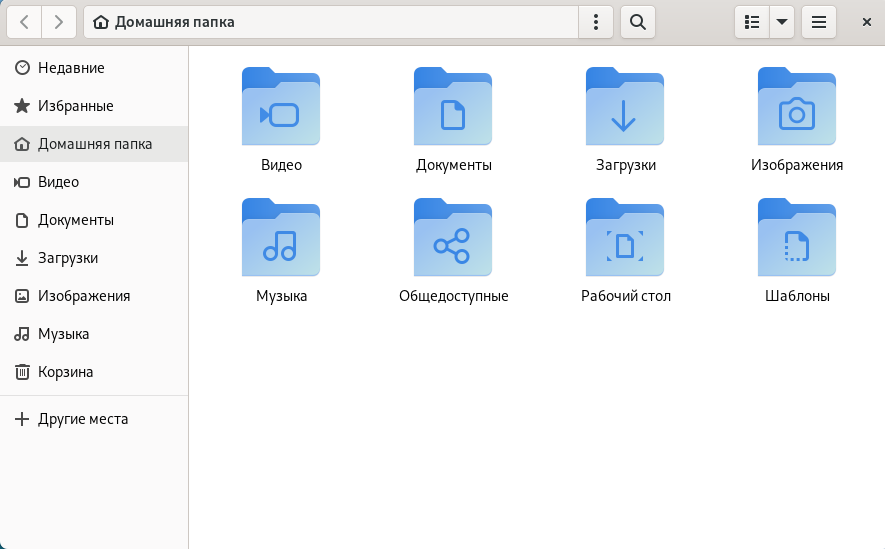 Домашняя папка
Недавние
Избранные
Домашняя папка
Видео
Документы
Загрузки
Изображения
Музыка
Корзина
Другие места
Видео
Документы
Загрузки
Изображения
Музыка
Общедоступные
Рабочий стол
Шаблоны